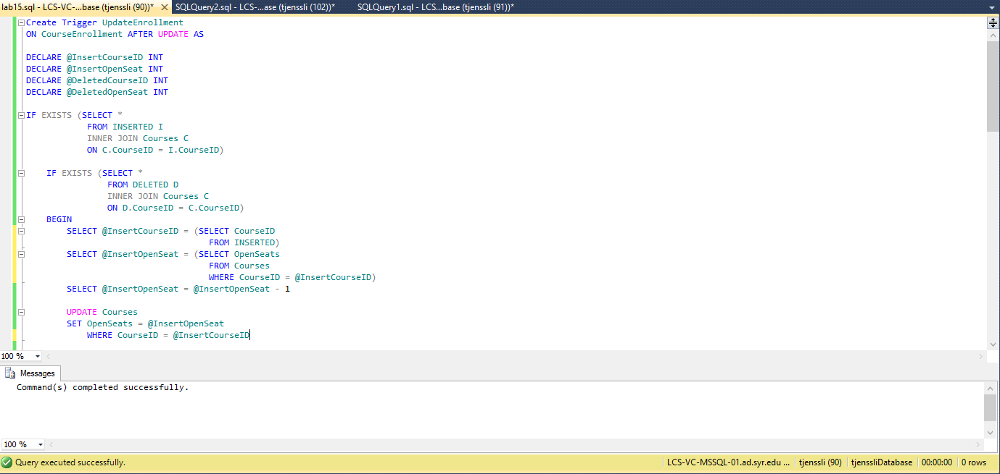 lab15.sql - LCS-VC-...base (tjenssli (90))* SQLQuery2.sql - LCS-...ase (tjenssli (102))* SQLQuery1.sql - LCS...base (tjenssli (91))*
Create Trigger UpdateEnrollment
ON CourseEnrollment AFTER UPDATE AS
DECLARE @InsertCourseID INT
DECLARE @InsertOpenSeat INT
DECLARE @DeletedCourseID INT
DECLARE @DeletedOpenSeat INT
IF EXISTS (SELECT *
FROM INSERTED I
INNER JOIN Courses C
ON C.CourseID = I.CourseID)
IF EXISTS (SELECT *
FROM DELETED D
INNER JOIN Courses C
ON D.CourseID = C.CourseID)
BEGIN
SELECT @InsertCourseID = (SELECT CourseID
FROM INSERTED)
SELECT @InsertOpenSeat = (SELECT OpenSeats
FROM Courses
WHERE CourseID = @InsertCourseID)
SELECT @InsertOpenSeat = @InsertOpenSeat - 1
UPDATE Courses
SET OpenSeats = @InsertOpenSeat
WHERE CourseID = @InsertCourseID
100 %
Messages
Command(s) completed successfully.
100 %
Query executed successfully. LCS-VC-MSSQL-01.ad.syr.edu ... tjenssli (90) tjenssliDatabase 00:00:00 0 rows